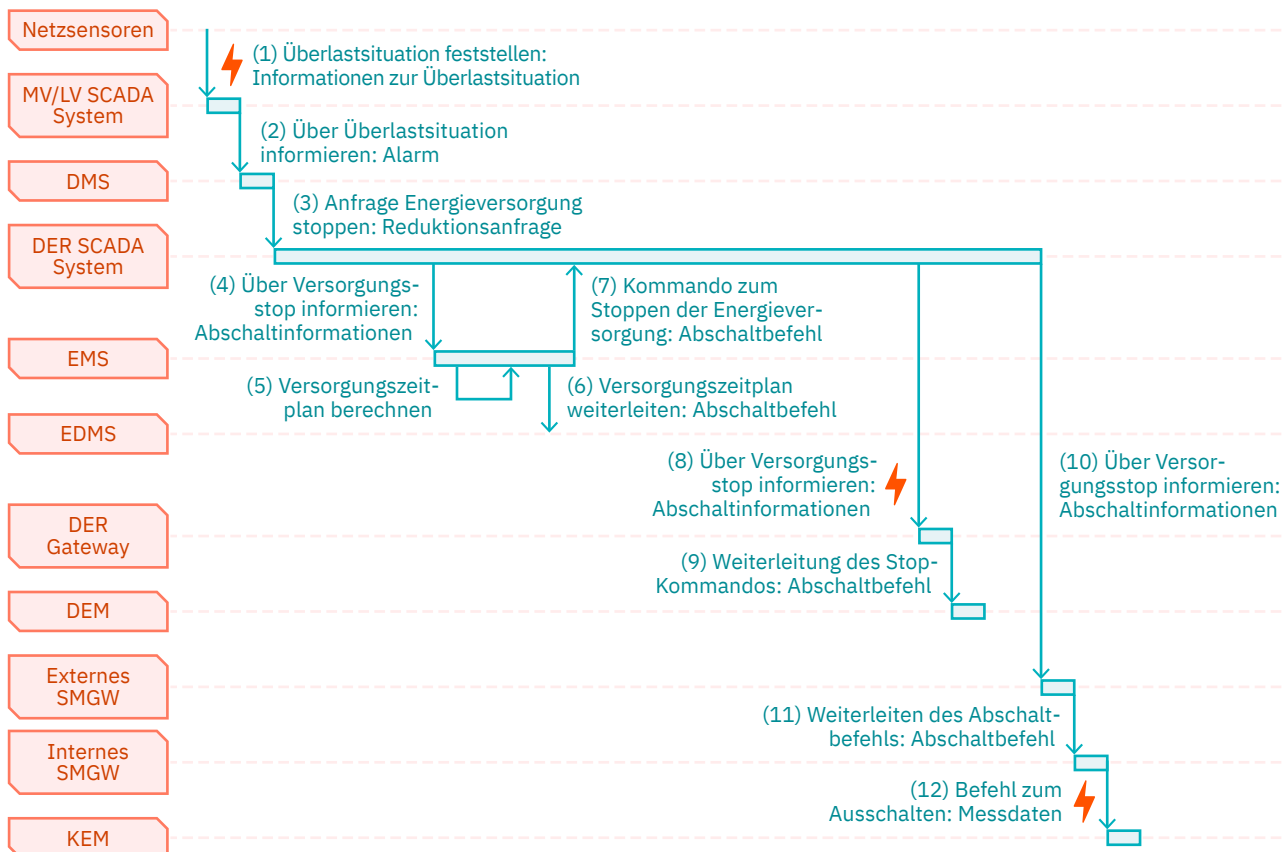 Netzsensoren
(1) Überlastsituation feststellen:
Informationen zur Überlastsituation
MV/LV SCADA
System
(2) Über Überlastsituation
informieren: Alarm
DMS
(3) Anfrage Energieversorgung
stoppen: Reduktionsanfrage
DER SCADA
System
(4) Über Versorgungs-
stop informieren:
Abschaltinformationen
(7) Kommando zum
Stoppen der Energiever-
sorgung: Abschaltbefehl
EMS
(5) Versorgungszeit-
plan berechnen
(6) Versorgungszeitplan
weiterleiten: Abschaltbefehl
EDMS
(8) Über Versorgungs-
stop informieren:
Abschaltinformationen
(10) Über Versor-
gungsstop informieren:
Abschaltinformationen
DER
Gateway
(9) Weiterleitung des Stop-
Kommandos: Abschaltbefehl
DEM
Externes
SMGW
(11) Weiterleiten des Abschalt-
befehls: Abschaltbefehl
Internes
SMGW
(12) Befehl zum
Ausschalten: Messdaten
KEM